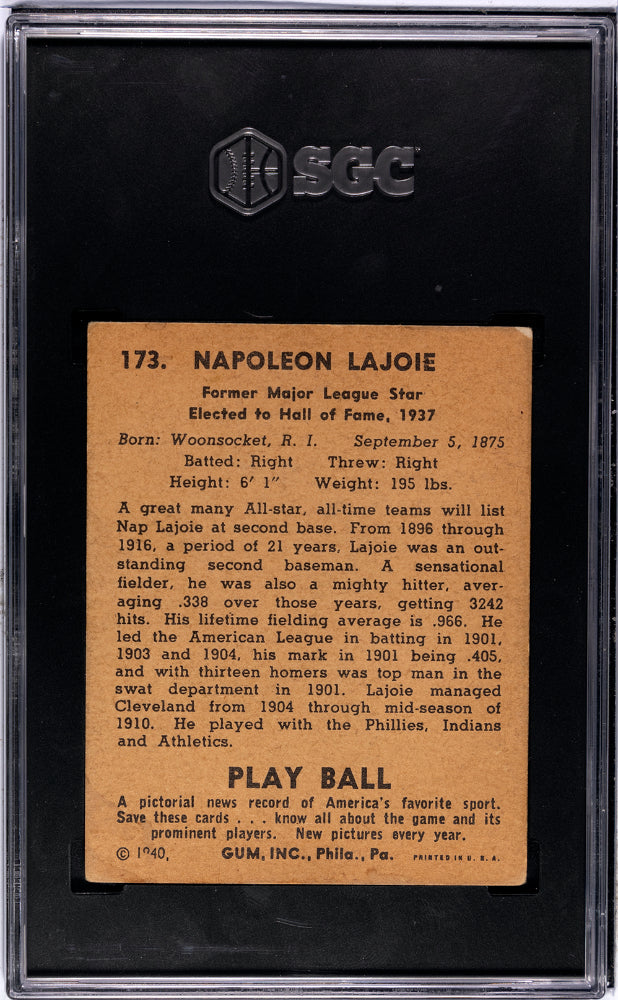 SGC
173. NAPOLEON LAJOIE
Former Major League Star
Elected to Hall of Fame, 1937
Born: Woonsocket, R. I. September 5, 1875
Batted: Right Threw: Right
Height: 6' 1" Weight: 195 lbs.
A great many All-star, all-time teams will list
Nap Lajoie at second base. From 1896 through
1916, a period of 21 years, Lajoie was an out-
standing second baseman. A sensational
fielder, he was also a mighty hitter, aver-
aging .338 over those years, getting 3242
hits. His lifetime fielding average is .966. He
led the American League in batting in 1901,
1903 and 1904, his mark in 1901 being .405,
and with thirteen homers was top man in the
swat department in 1901. Lajoie managed
Cleveland from 1904 through mid-season of
1910. He played with the Phillies, Indians
and Athletics.
PLAY BALL
A pictorial news record of America's favorite sport.
Save these cards . . . know all about the game and its
prominent players. New pictures every year.
© 1940, GUM, INC., Phila., Pa. PRINTED IN U. S. A.